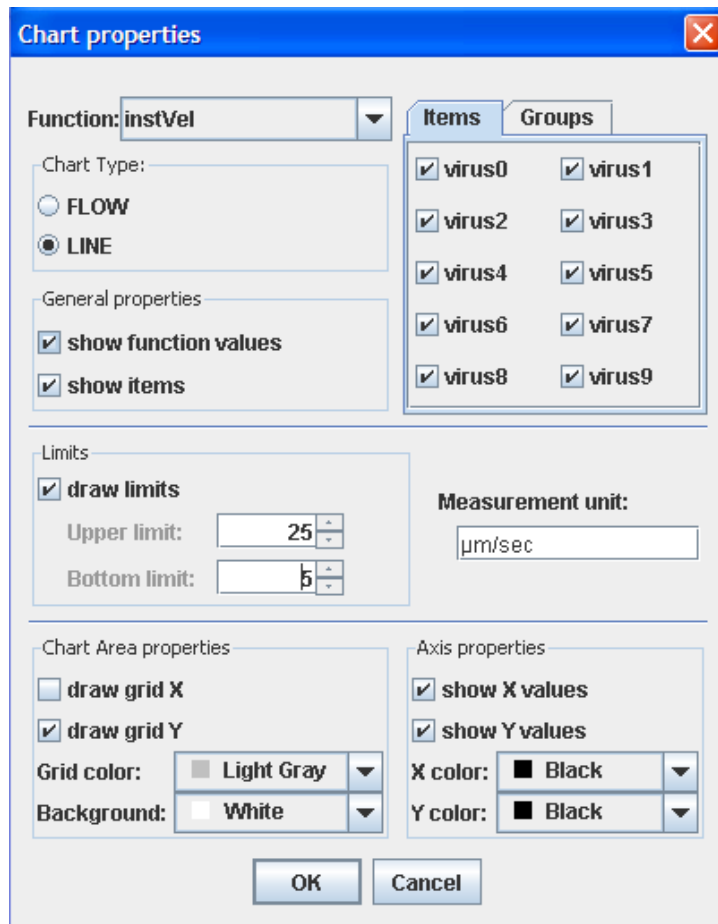 Chart properties
Function: instVel
Items Groups
Chart Type:
FLOW
LINE
virus0 virus1
virus2 virus3
virus4 virus5
virus6 virus7
virus8 virus9
General properties
show function values
show items
Limits
draw limits
Upper limit: 25
Bottom limit: 5
Measurement unit:
µm/sec
Chart Area properties
draw grid X
draw grid Y
Grid color: Light Gray
Background: White
Axis properties
show X values
show Y values
X color: Black
Y color: Black
OK Cancel